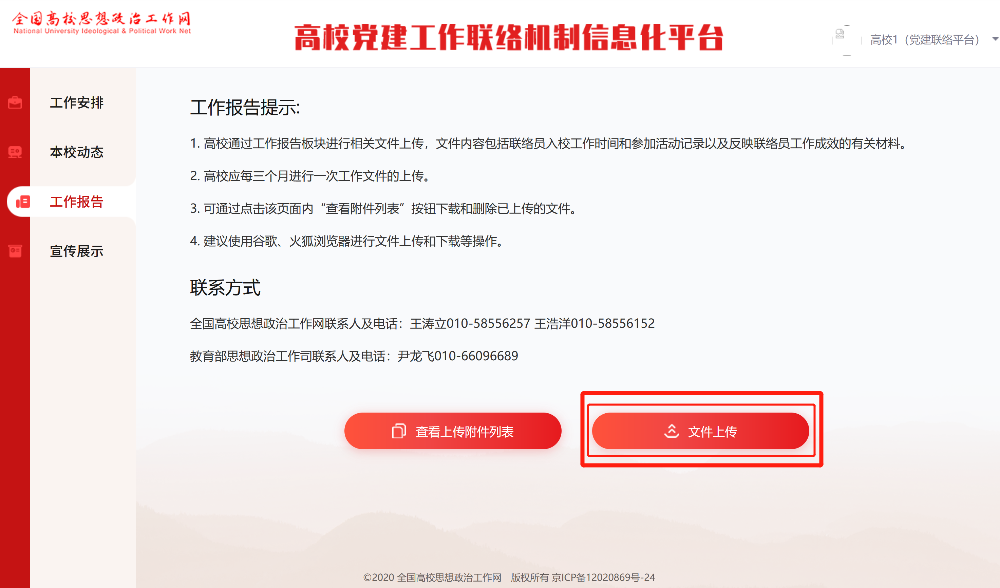 全国高校思想政治工作网
National University Ideological & Political Work Net
高校党建工作联络机制信息化平台
高校1（党建联络平台）
工作安排
本校动态
工作报告
宣传展示
工作报告提示:
1. 高校通过工作报告板块进行相关文件上传，文件内容包括联络员入校工作时间和参加活动记录以及反映联络员工作成效的有关材料。
2. 高校应每三个月进行一次工作文件的上传。
3. 可通过点击该页面内“查看附件列表”按钮下载和删除已上传的文件。
4. 建议使用谷歌、火狐浏览器进行文件上传和下载等操作。
联系方式
全国高校思想政治工作网联系人及电话：王涛立010-58556257 王浩洋010-58556152
教育部思想政治工作司联系人及电话：尹龙飞010-66096689
查看上传附件列表
文件上传
©2020 全国高校思想政治工作网　版权所有 京ICP备12020869号-24